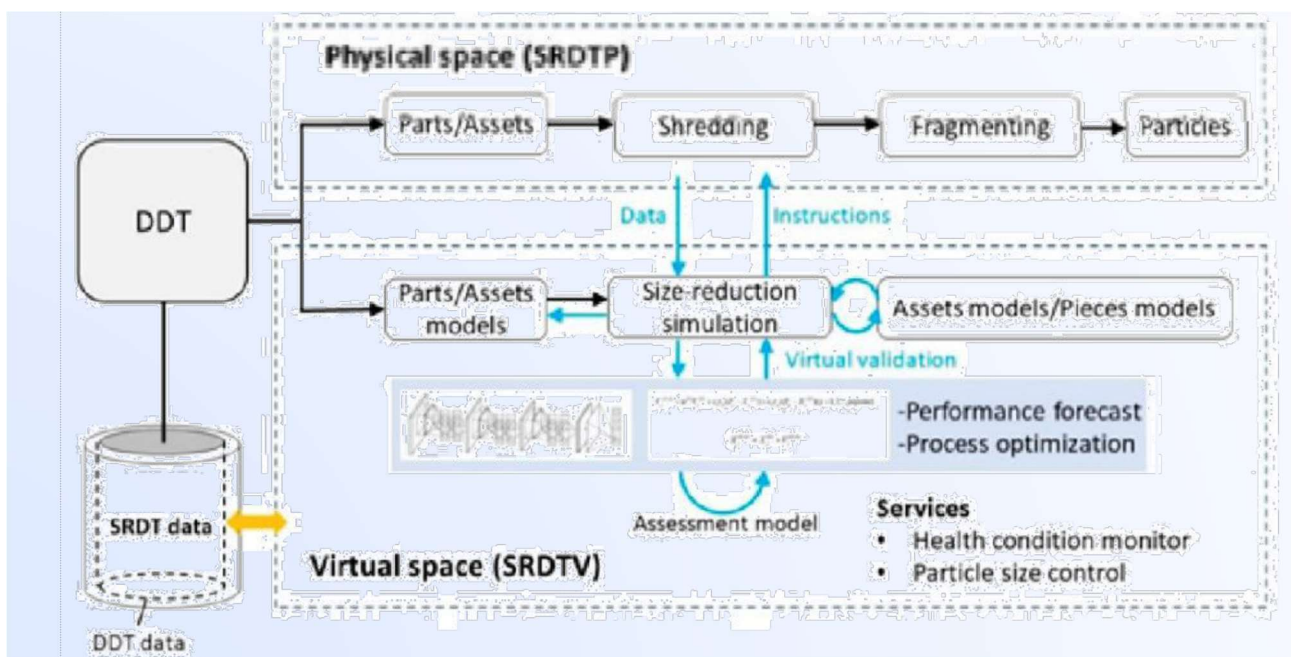 Physical space (SRDTP)
Parts/Assets
Shredding
Fragmenting
Particles
DDT
Data
Instructions
Parts/Assets
models
Size-reduction
simulation
Assets models/Pieces models
Virtual validation
-Performance forecast
-Process optimization
Assessment model
SRDT data
Services
• Health condition monitor
• Particle size control
Virtual space (SRDTV)
DDT data